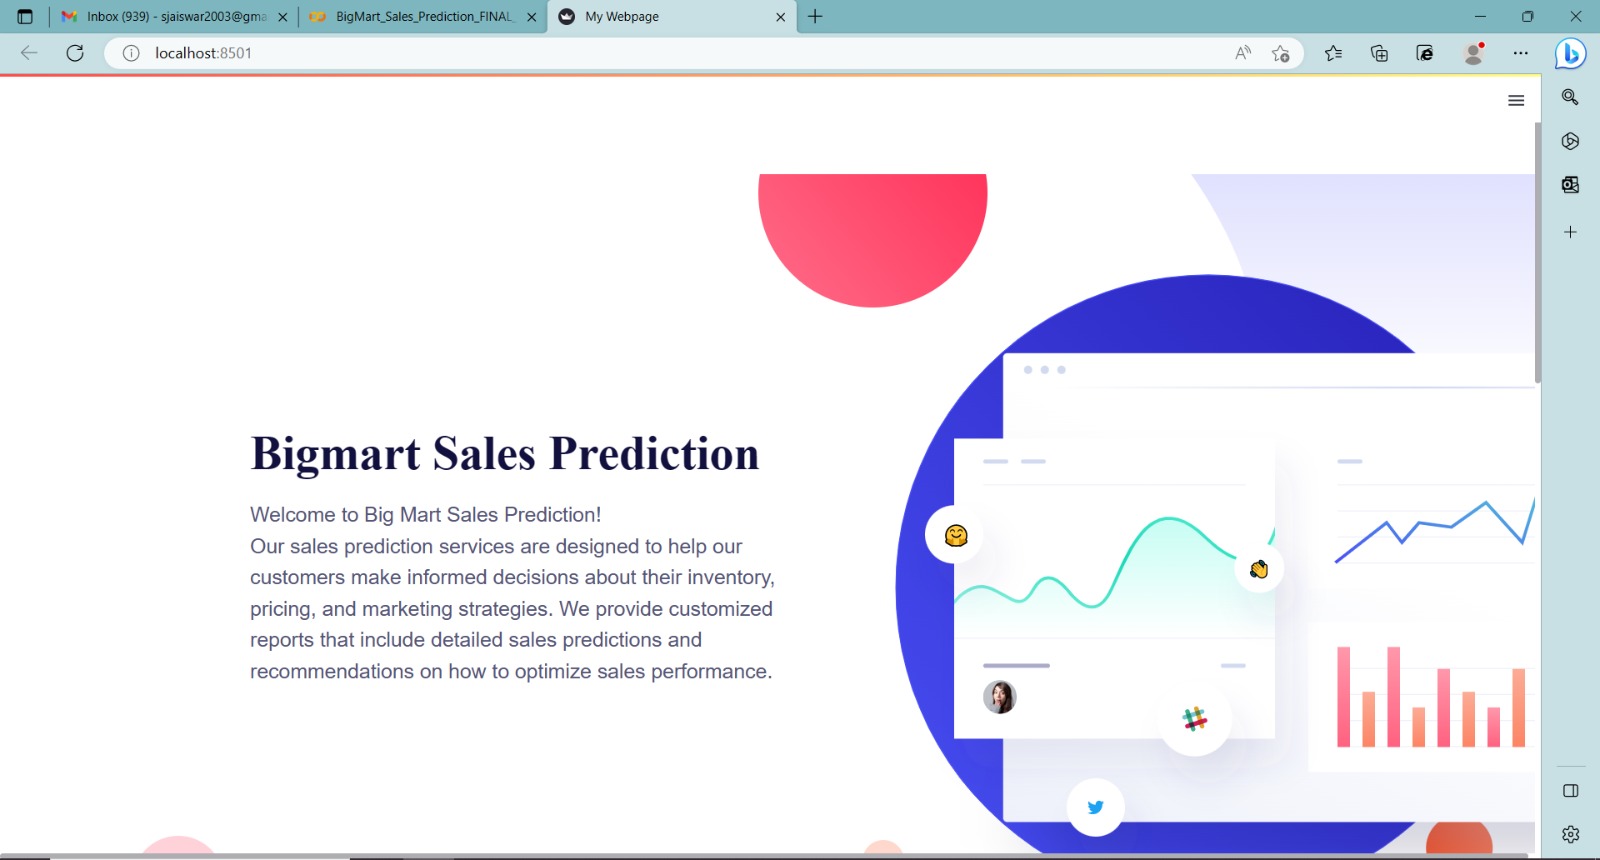 Inbox (939) - sjaiswar2003@gma
BigMart_Sales_Prediction_FINAL_
My Webpage
localhost:8501
Bigmart Sales Prediction
Welcome to Big Mart Sales Prediction!
Our sales prediction services are designed to help our
customers make informed decisions about their inventory,
pricing, and marketing strategies. We provide customized
reports that include detailed sales predictions and
recommendations on how to optimize sales performance.